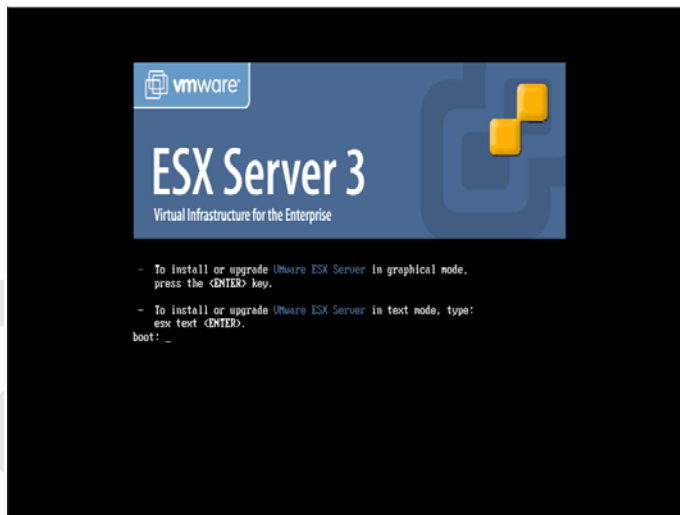 vmware
ESX Server 3
Virtual Infrastructure for the Enterprise
- To install or upgrade VMware ESX Server in graphical mode,
press the <ENTER> key.
- To install or upgrade VMware ESX Server in text mode, type:
esx text <ENTER>.
boot: _